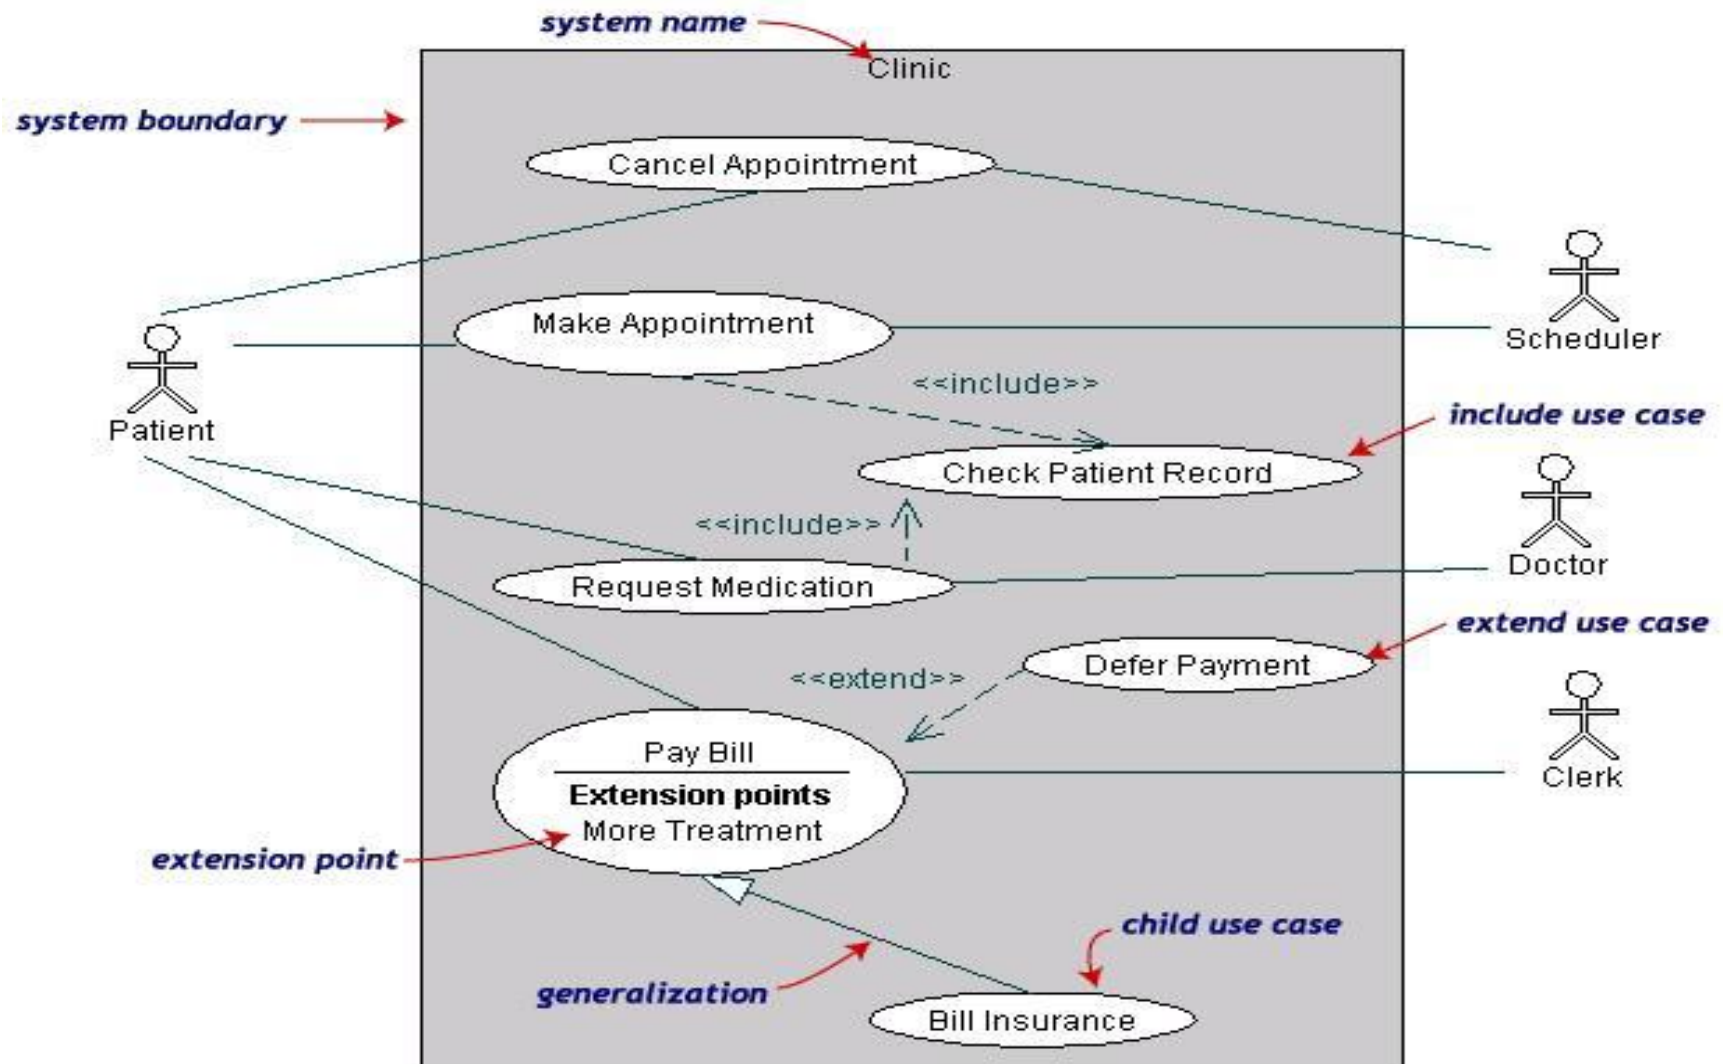 system name
Clinic
system boundary
Cancel Appointment
Scheduler
Make Appointment
Patient
<<include>>
include use case
Check Patient Record
<<include>>
Doctor
Request Medication
extend use case
Defer Payment
<<extend>>
Pay Bill
Clerk
Extension points
More Treatment
extension point
child use case
generalization
Bill Insurance